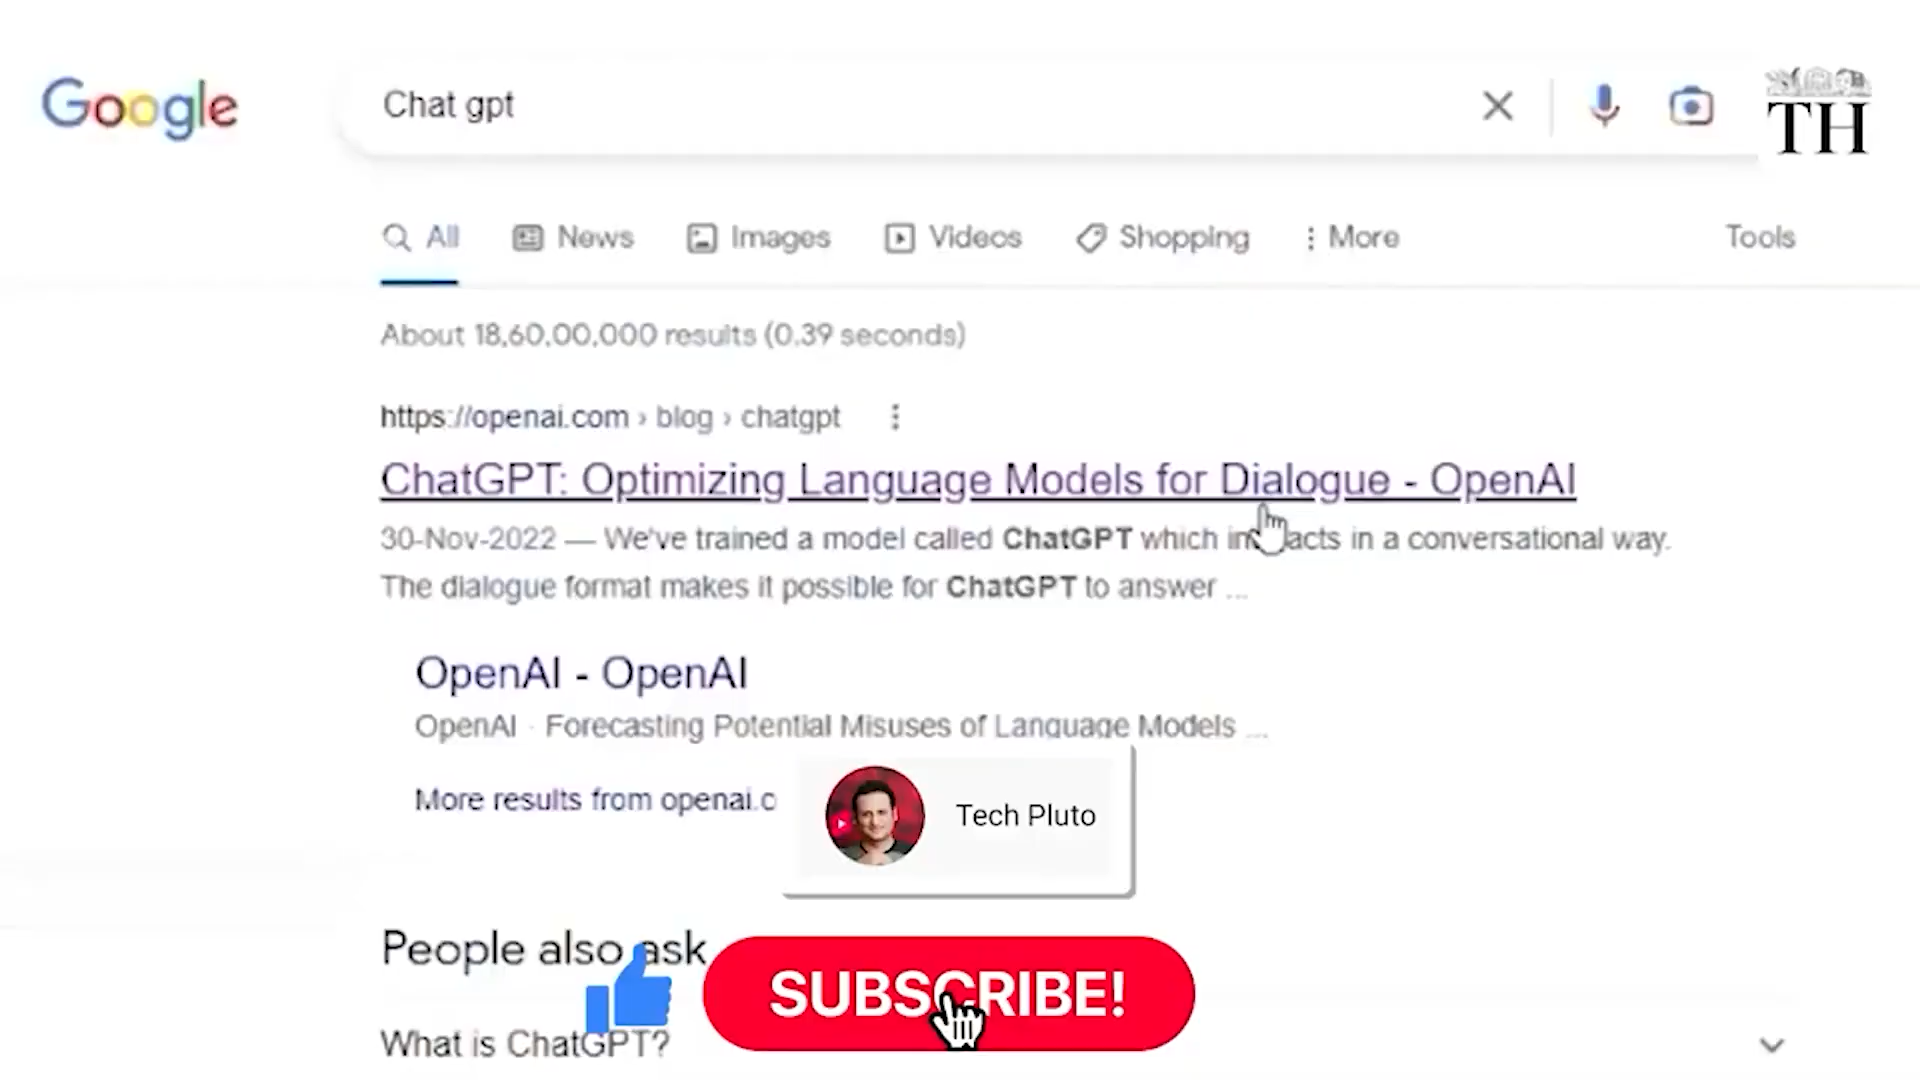 Google
Chat gpt
TH
All News Images Videos Shopping More Tools
About 18,60,00,000 results (0.39 seconds)
https://openai.com › blog › chatgpt
ChatGPT: Optimizing Language Models for Dialogue - OpenAI
30-Nov-2022 — We've trained a model called ChatGPT which in acts in a conversational way.
The dialogue format makes it possible for ChatGPT to answer ...
OpenAI - OpenAI
OpenAI · Forecasting Potential Misuses of Language Models ...
More results from openai.c
Tech Pluto
People also ask
SUBSCRIBE!
What is ChatGPT?